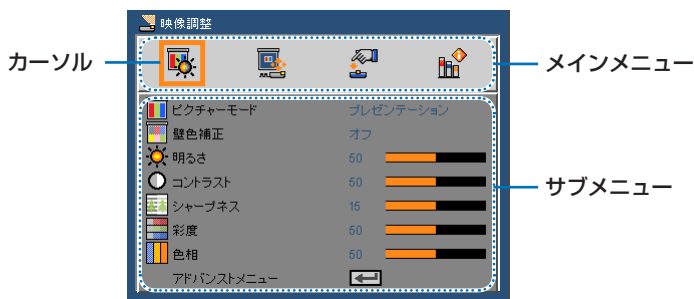 映像調整
カーソル
メインメニュー
ピクチャーモード プレゼンテーション
壁色補正 オフ
明るさ 50
コントラスト 50
サブメニュー
シャープネス 15
彩度 50
色相 50
アドバンストメニュー